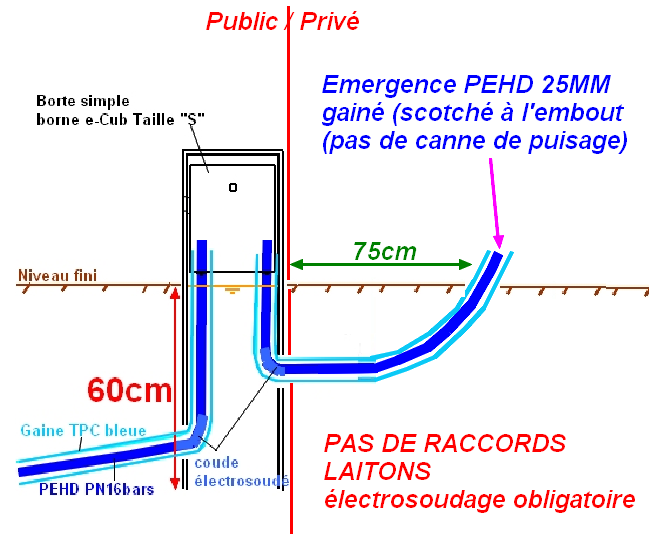 Public / Privé
Emergence PEHD 25MM
gainé (scotché à l'embout
(pas de canne de puisage)
Borte simple
borne e-Cub Taille "S"
75cm
Niveau fini
60cm
Gaine TPC bleue
coude
électrosoudé
PEHD PN16bars
PAS DE RACCORDS
LAITONS
électrosoudage obligatoire